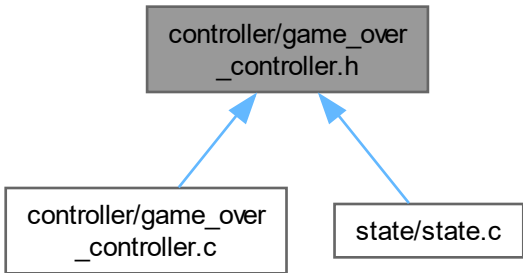 controller/game_over
_controller.h
controller/game_over
_controller.c
state/state.c